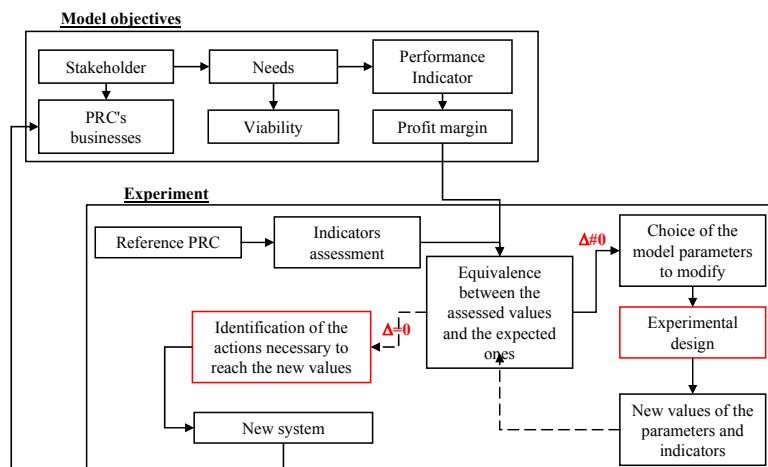 Model objectives
Stakeholder
Needs
Performance
Indicator
PRC's
businesses
Viability
Profit margin
Experiment
Reference PRC
Indicators
assessment
Equivalence
between the
assessed values
and the expected
ones
Δ#0
Choice of the
model parameters
to modify
Experimental
design
New values of the
parameters and
indicators
Δ=0
Identification of the
actions necessary to
reach the new values
New system